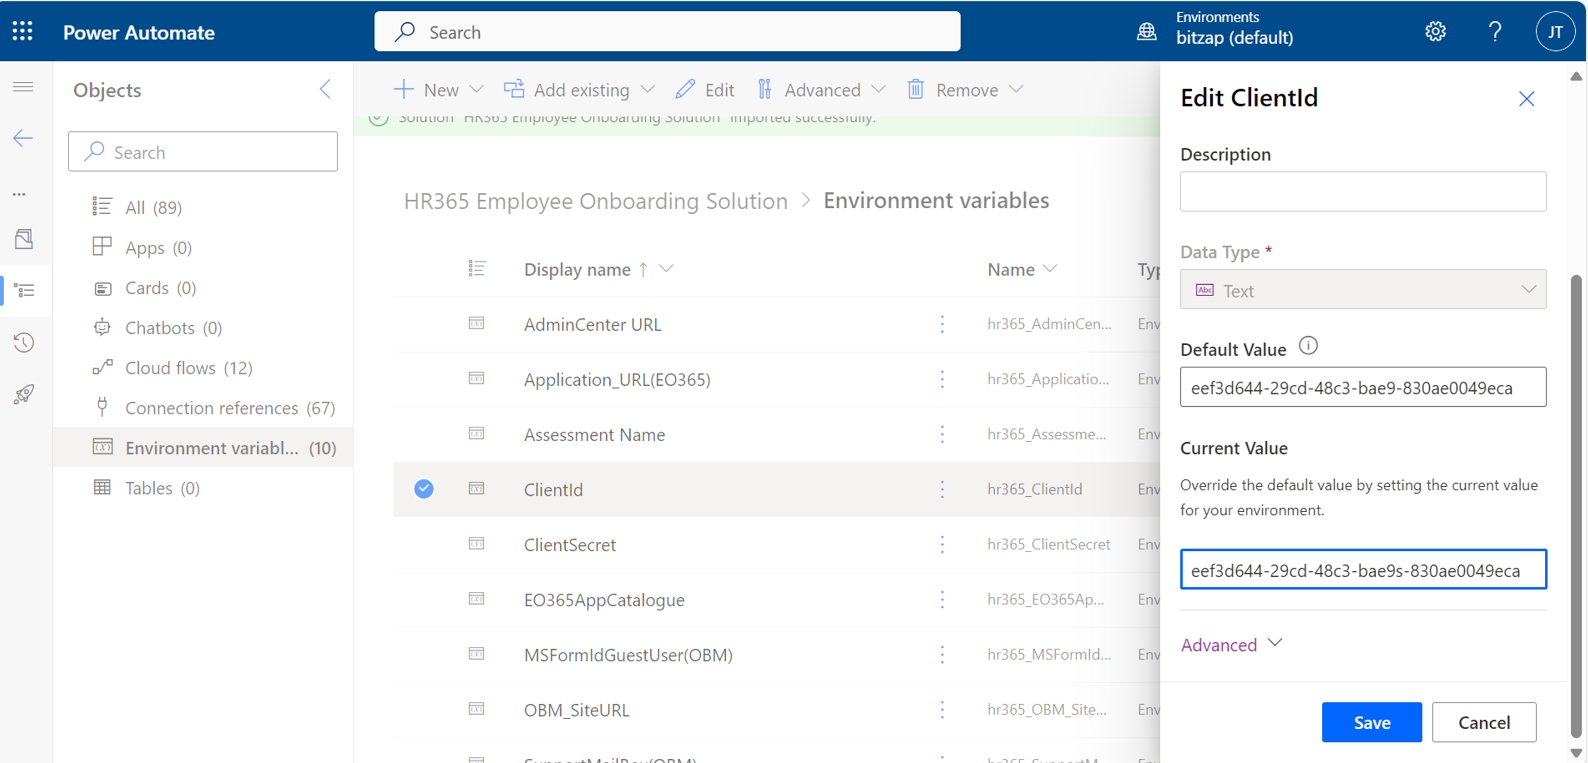 Power Automate
Search
Environments
bitzap (default)
?
JT
Objects
Search
...
All (89)
Apps (0)
Cards (0)
Chatbots (0)
Cloud flows (12)
Connection references (67)
Environment variabl... (10)
Tables (0)
New
Add existing
Edit
Advanced
Remove
Solution "HR365 Employee Onboarding Solution" imported successfully.
HR365 Employee Onboarding Solution > Environment variables
Display name ↑ Name Typ
AdminCenter URL hr365_AdminCen... Env
Application_URL(EO365) hr365_Applicatio... Env
Assessment Name hr365_Assessme... Env
ClientId hr365_ClientId Env
ClientSecret hr365_ClientSecret Env
EO365AppCatalogue hr365_EO365Ap... Env
MSFormIdGuestUser(OBM) hr365_MSFormId... Env
OBM_SiteURL hr365_OBM_Site... Env
SupportMailBox(OBM) hr365_SupportM...
Edit ClientId
Description
Data Type *
Abc Text
Default Value
eef3d644-29cd-48c3-bae9-830ae0049eca
Current Value
Override the default value by setting the current value
for your environment.
eef3d644-29cd-48c3-bae9s-830ae0049eca
Advanced
Save
Cancel